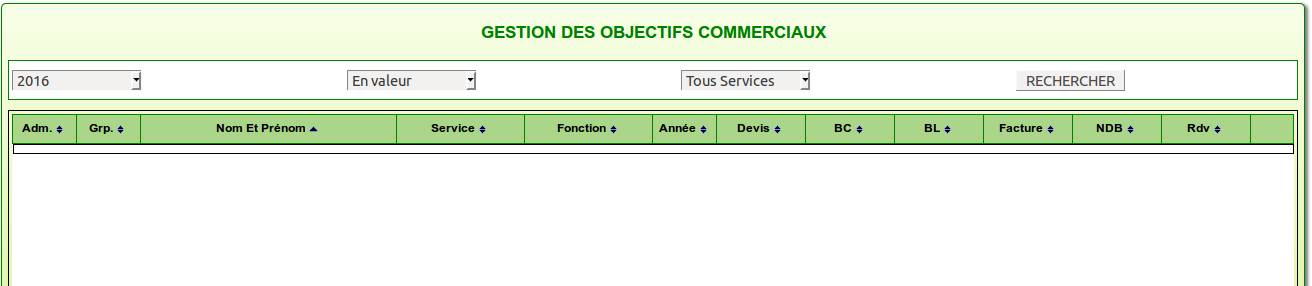 GESTION DES OBJECTIFS COMMERCIAUX
2016 En valeur Tous Services RECHERCHER
Adm. Grp. Nom Et Prénom Service Fonction Année Devis BC BL Facture NDB Rdv